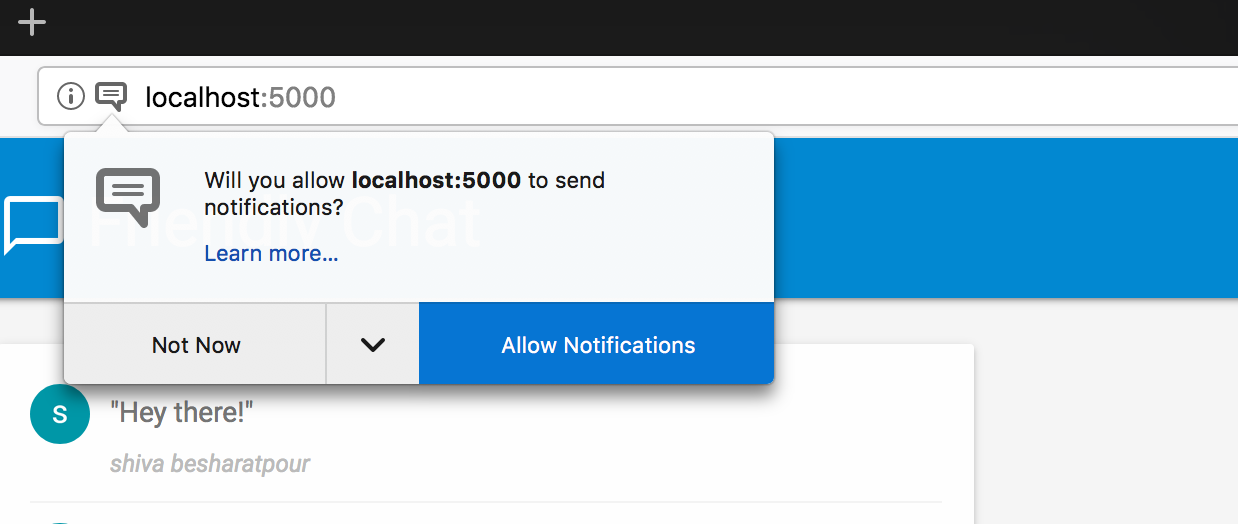 localhost:5000
Will you allow localhost:5000 to send
notifications?
Friendly Chat
Learn more...
Not Now
Allow Notifications
S
"Hey there!"
shiva besharatpour